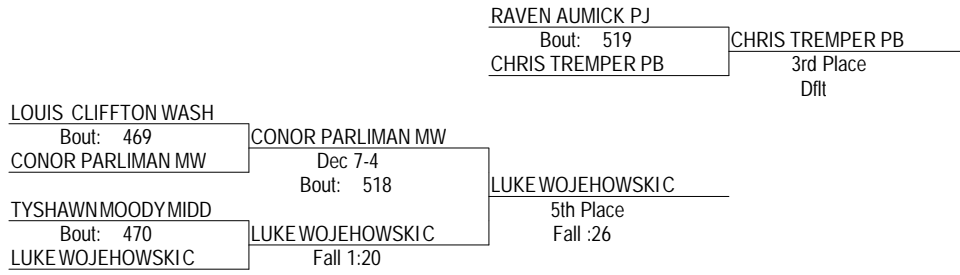 RAVEN AUMICK PJ
Bout: 519
CHRIS TREMPER PB
CHRIS TREMPER PB
3rd Place
Dflt
LOUIS CLIFFTON WASH
Bout: 469
CONOR PARLIMAN MW
CONOR PARLIMAN MW
Dec 7-4
Bout: 518
TYSHAWN MOODY MIDD
Bout: 470
LUKE WOJEHOWSKI C
LUKE WOJEHOWSKI C
Fall 1:20
LUKE WOJEHOWSKI C
5th Place
Fall :26